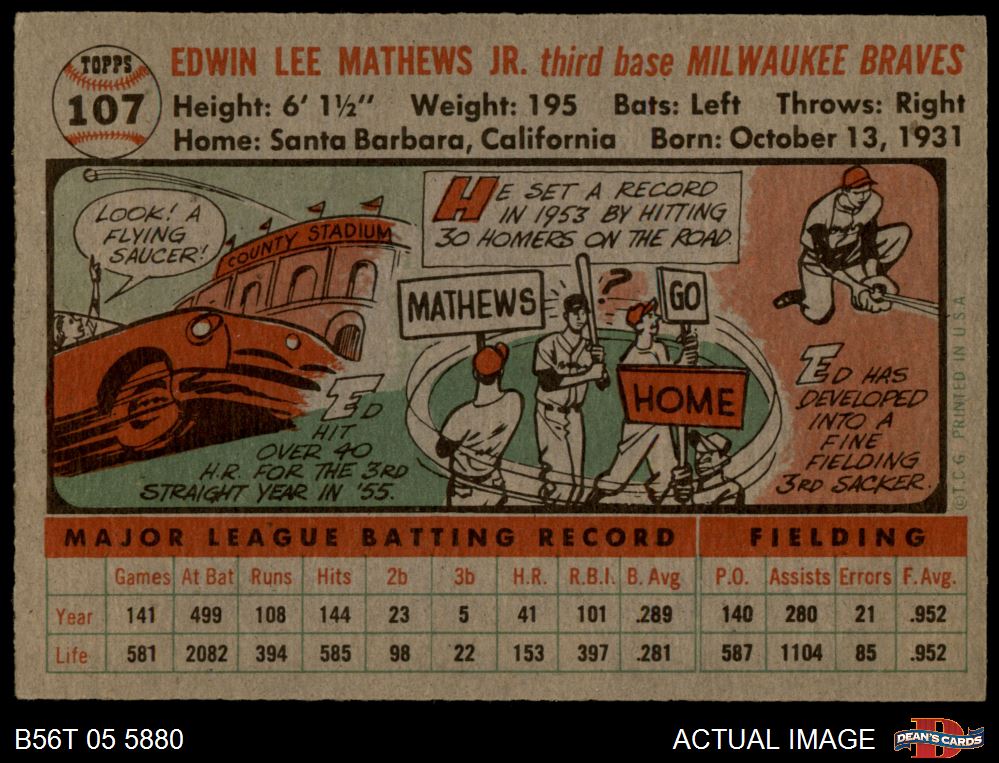 TOPPS
107
EDWIN LEE MATHEWS JR. third base MILWAUKEE BRAVES
Height: 6' 1½" Weight: 195 Bats: Left Throws: Right
Home: Santa Barbara, California Born: October 13, 1931
LOOK! A
FLYING
SAUCER!
COUNTY STADIUM
ED
HIT
OVER 40
H.R. FOR THE 3RD
STRAIGHT YEAR IN '55.
HE SET A RECORD
IN 1953 BY HITTING
30 HOMERS ON THE ROAD.
MATHEWS
?
GO
HOME
ED HAS
DEVELOPED
INTO A
FINE
FIELDING
3RD SACKER.
©T.C.G. PRINTED IN U.S.A.
MAJOR LEAGUE BATTING RECORD FIELDING
Games At Bat Runs Hits 2b 3b H.R. R.B.I. B. Avg P.O. Assists Errors F. Avg.
Year 141 499 108 144 23 5 41 101 .289 140 280 21 .952
Life 581 2082 394 585 98 22 153 397 .281 587 1104 85 .952
B56T 05 5880
ACTUAL IMAGE
D
DEAN'S CARDS